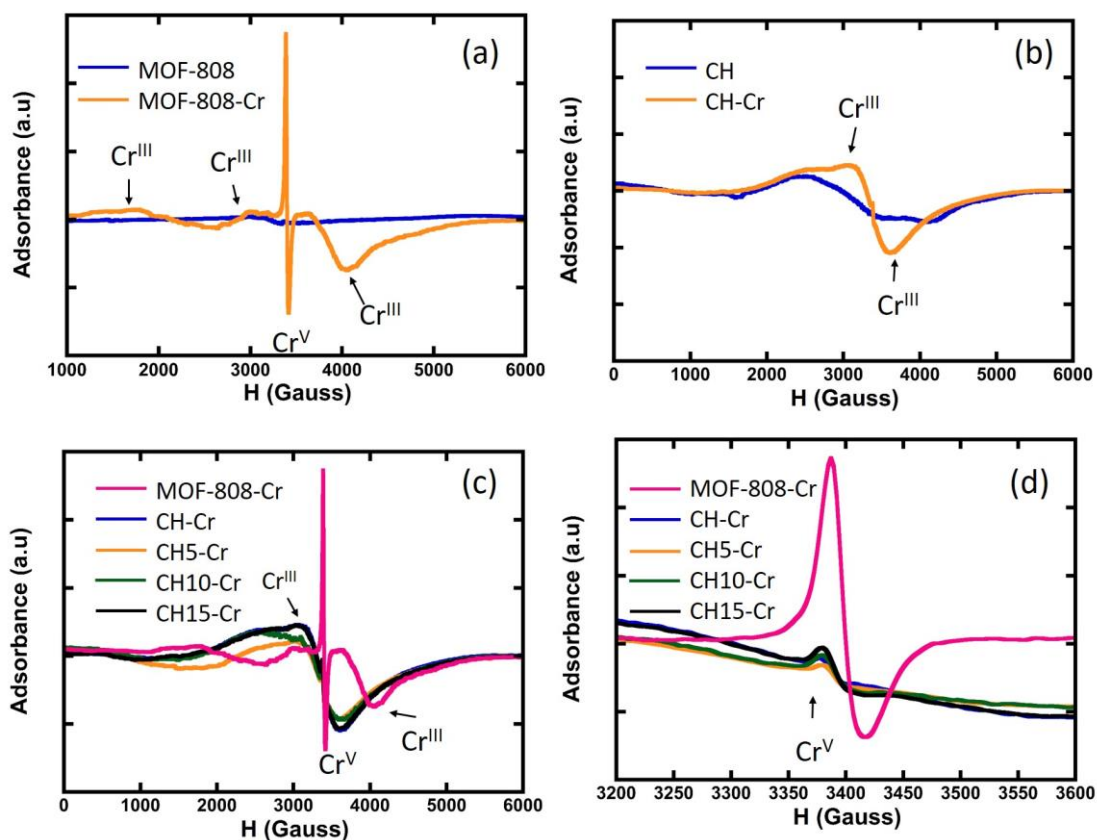 (a)
MOF-808
MOF-808-Cr
Cr^III
Cr^III
Cr^III
Cr^V
Adsorbance (a.u)
1000 2000 3000 4000 5000 6000
H (Gauss)
(b)
CH
CH-Cr
Cr^III
Cr^III
Adsorbance (a.u)
0 1000 2000 3000 4000 5000 6000
H (Gauss)
(c)
MOF-808-Cr
CH-Cr
CH5-Cr
CH10-Cr
CH15-Cr
Cr^III
Cr^III
Cr^V
Adsorbance (a.u)
0 1000 2000 3000 4000 5000 6000
H (Gauss)
(d)
MOF-808-Cr
CH-Cr
CH5-Cr
CH10-Cr
CH15-Cr
Cr^V
Adsorbance (a.u)
3200 3250 3300 3350 3400 3450 3500 3550 3600
H (Gauss)